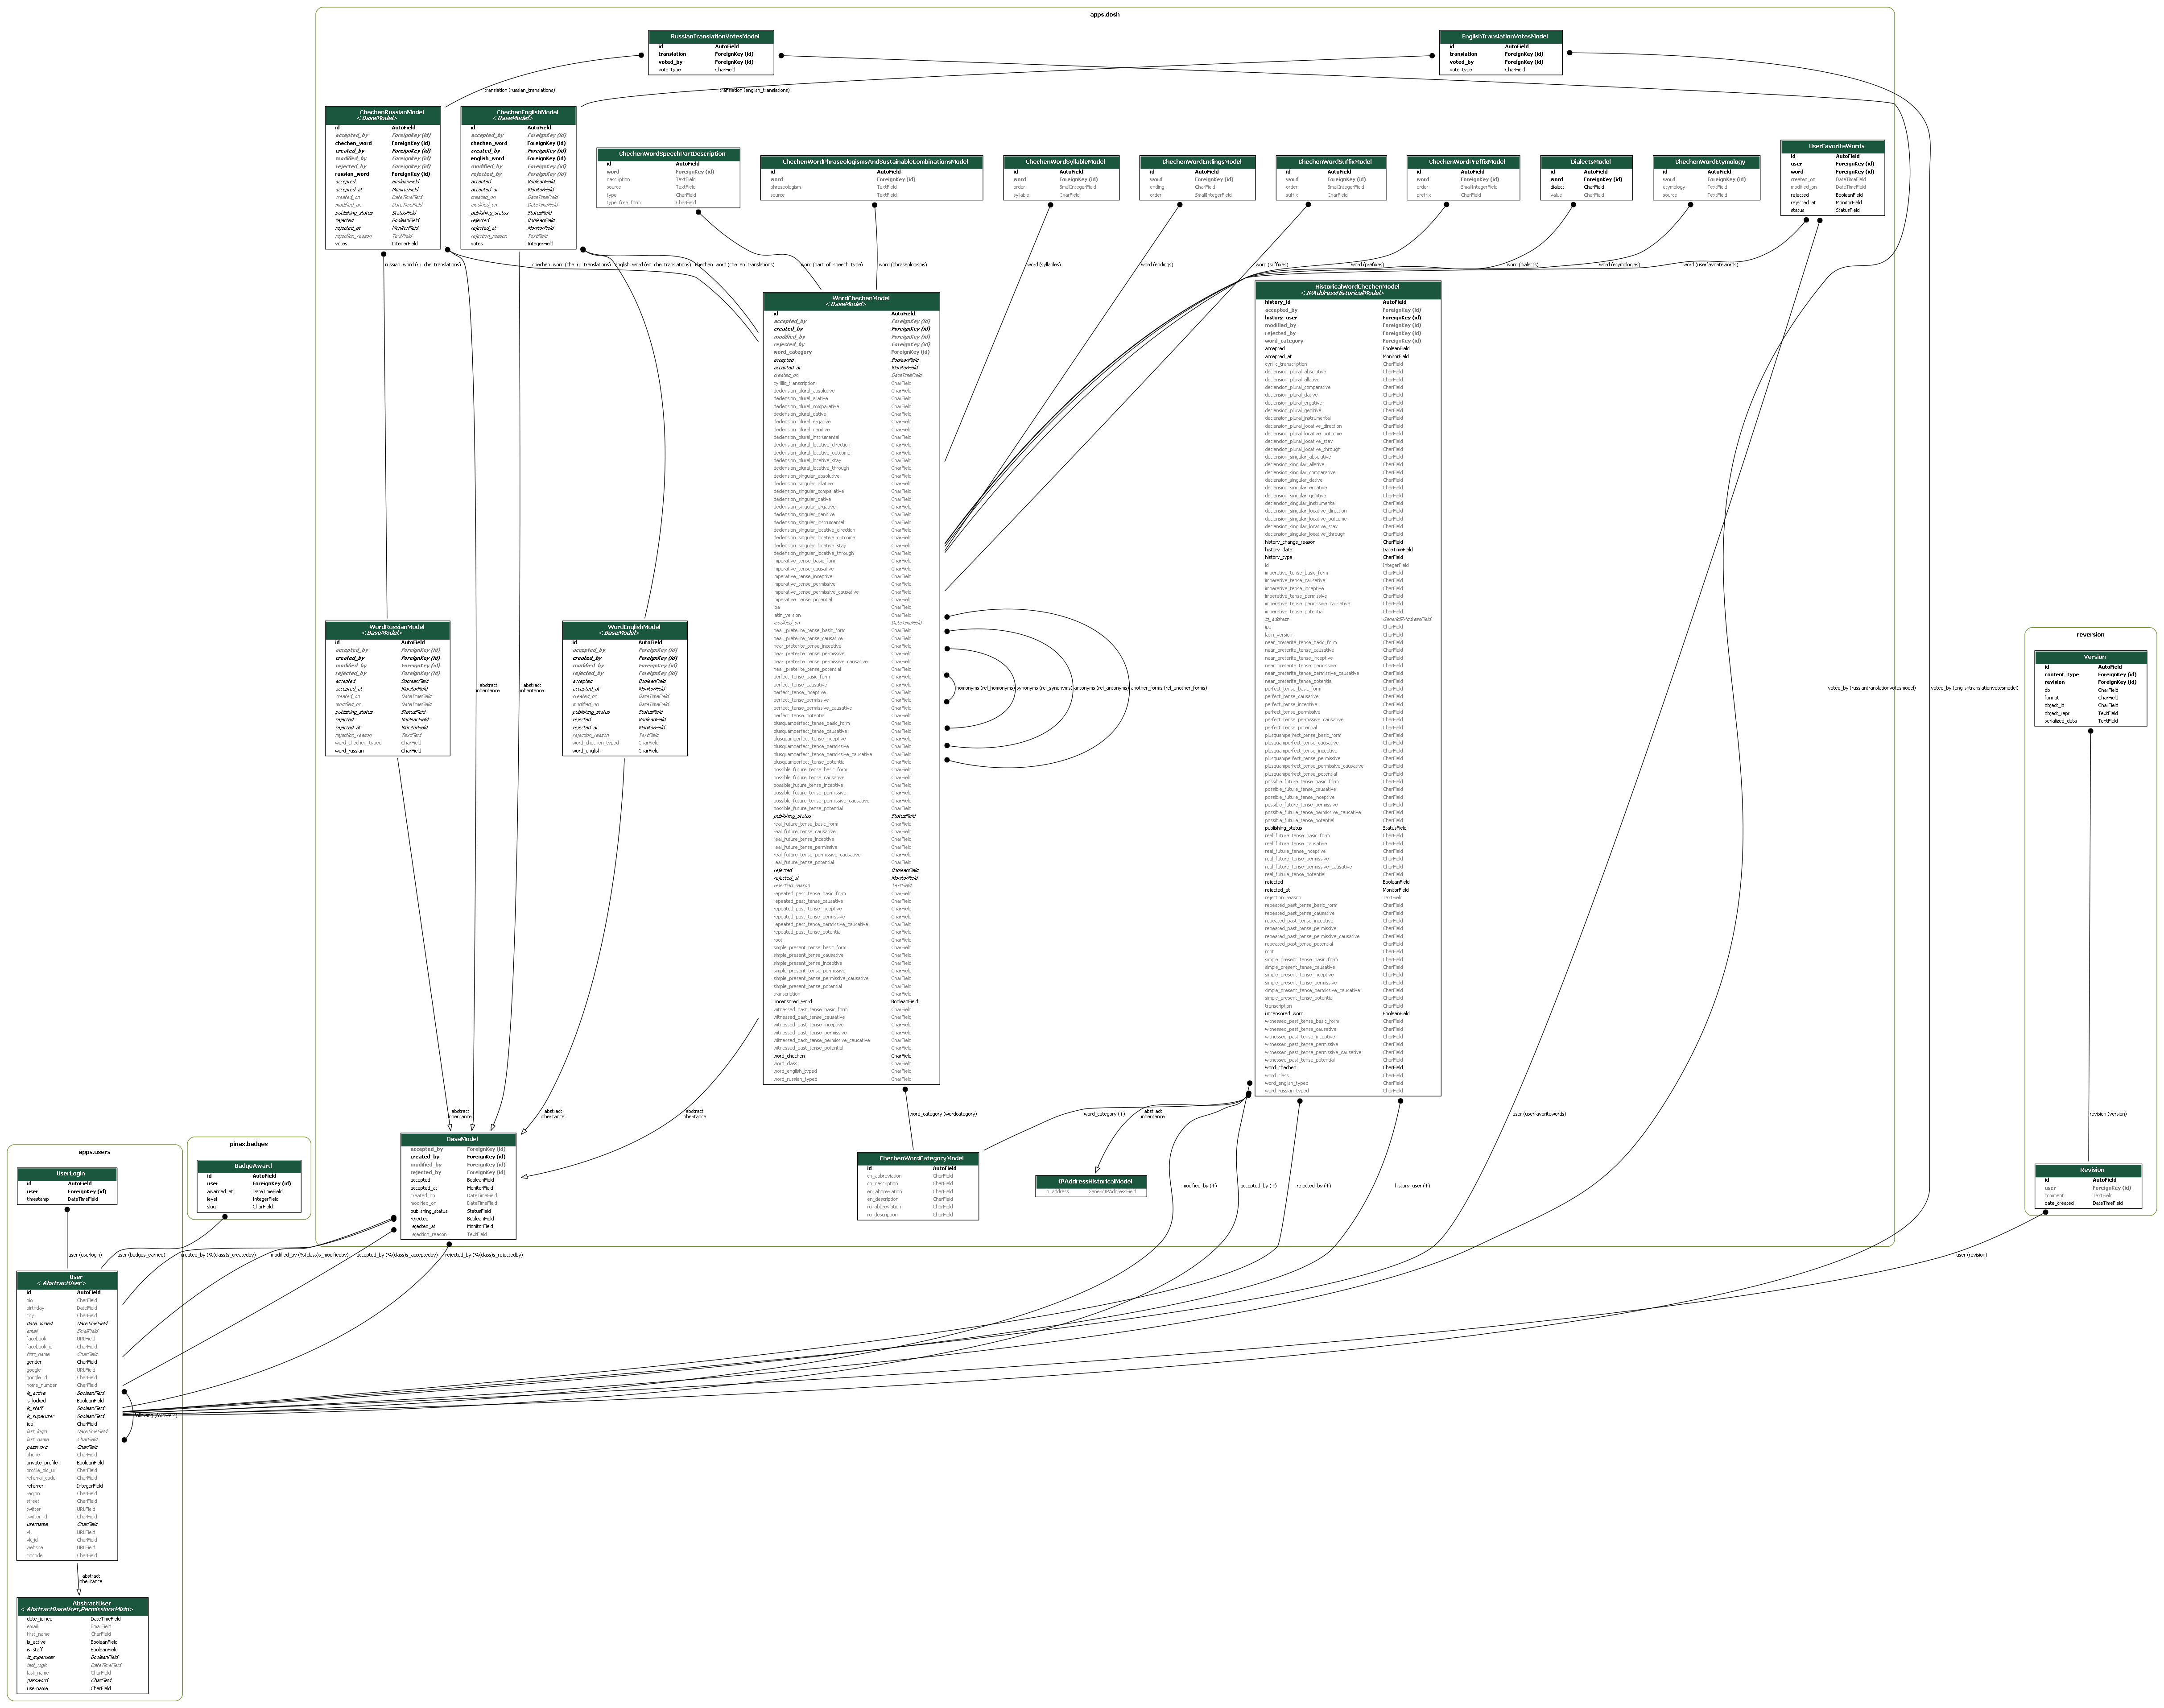 apps.dosh
RussianTranslationVotesModel
id AutoField
translation ForeignKey (id)
voted_by ForeignKey (id)
vote_type CharField
EnglishTranslationVotesModel
id AutoField
translation ForeignKey (id)
voted_by ForeignKey (id)
vote_type CharField
translation (russian_translations)
translation (english_translations)
ChechenRussianModel
<BaseModel>
id AutoField
accepted_by ForeignKey (id)
chechen_word ForeignKey (id)
created_by ForeignKey (id)
modified_by ForeignKey (id)
rejected_by ForeignKey (id)
russian_word ForeignKey (id)
accepted BooleanField
accepted_at MonitorField
created_on DateTimeField
modified_on DateTimeField
publishing_status StatusField
rejected BooleanField
rejected_at MonitorField
rejection_reason TextField
votes IntegerField
ChechenEnglishModel
<BaseModel>
id AutoField
accepted_by ForeignKey (id)
chechen_word ForeignKey (id)
created_by ForeignKey (id)
english_word ForeignKey (id)
modified_by ForeignKey (id)
rejected_by ForeignKey (id)
accepted BooleanField
accepted_at MonitorField
created_on DateTimeField
modified_on DateTimeField
publishing_status StatusField
rejected BooleanField
rejected_at MonitorField
rejection_reason TextField
votes IntegerField
ChechenWordSpeechPartDescription
id AutoField
word ForeignKey (id)
description TextField
source TextField
type CharField
type_free_form CharField
ChechenWordPhraseologismsAndSustainableCombinationsModel
id AutoField
word ForeignKey (id)
phraseologies TextField
source TextField
ChechenWordSyllableModel
id AutoField
word ForeignKey (id)
order SmallIntegerField
syllable CharField
ChechenWordEndingsModel
id AutoField
word ForeignKey (id)
ending CharField
order SmallIntegerField
ChechenWordSuffixModel
id AutoField
word ForeignKey (id)
order SmallIntegerField
suffix CharField
ChechenWordPreffixModel
id AutoField
word ForeignKey (id)
order SmallIntegerField
preffix CharField
DialectsModel
id AutoField
word ForeignKey (id)
dialect CharField
value CharField
ChechenWordEtymology
id AutoField
word ForeignKey (id)
etymology TextField
source TextField
UserFavoriteWords
id AutoField
user ForeignKey (id)
word ForeignKey (id)
created_on DateTimeField
modified_on DateTimeField
rejected BooleanField
rejected_at MonitorField
status StatusField
russian_word (ru_che_translations)
chechen_word (che_ru_translations)
english_word (en_che_translations)
chechen_word (che_en_translations)
word (part_of_speech_type)
word (phraseologisms)
word (syllables)
word (endings)
word (suffixes)
word (prefixes)
word (dialects)
word (etymologies)
word (userfavoritewords)
WordChechenModel
<BaseModel>
id AutoField
accepted_by ForeignKey (id)
created_by ForeignKey (id)
modified_by ForeignKey (id)
rejected_by ForeignKey (id)
word_category ForeignKey (id)
accepted BooleanField
accepted_at MonitorField
created_on DateTimeField
cyrillic_transcription CharField
declension_plural_absolutive CharField
declension_plural_allative CharField
declension_plural_comparative CharField
declension_plural_dative CharField
declension_plural_ergative CharField
declension_plural_genitive CharField
declension_plural_instrumental CharField
declension_plural_locative_direction CharField
declension_plural_locative_outcome CharField
declension_plural_locative_stay CharField
declension_plural_locative_through CharField
declension_singular_absolutive CharField
declension_singular_allative CharField
declension_singular_comparative CharField
declension_singular_dative CharField
declension_singular_ergative CharField
declension_singular_genitive CharField
declension_singular_instrumental CharField
declension_singular_locative_direction CharField
declension_singular_locative_outcome CharField
declension_singular_locative_stay CharField
declension_singular_locative_through CharField
imperative_tense_basic_form CharField
imperative_tense_causative CharField
imperative_tense_inceptive CharField
imperative_tense_permissive CharField
imperative_tense_permissive_causative CharField
imperative_tense_potential CharField
ipa CharField
latin_version CharField
modified_on DateTimeField
near_preterite_tense_basic_form CharField
near_preterite_tense_causative CharField
near_preterite_tense_inceptive CharField
near_preterite_tense_permissive CharField
near_preterite_tense_permissive_causative CharField
near_preterite_tense_potential CharField
perfect_tense_basic_form CharField
perfect_tense_causative CharField
perfect_tense_inceptive CharField
perfect_tense_permissive CharField
perfect_tense_permissive_causative CharField
perfect_tense_potential CharField
plusquamperfect_tense_basic_form CharField
plusquamperfect_tense_causative CharField
plusquamperfect_tense_inceptive CharField
plusquamperfect_tense_permissive CharField
plusquamperfect_tense_permissive_causative CharField
plusquamperfect_tense_potential CharField
possible_future_tense_basic_form CharField
possible_future_tense_causative CharField
possible_future_tense_inceptive CharField
possible_future_tense_permissive CharField
possible_future_tense_permissive_causative CharField
possible_future_tense_potential CharField
publishing_status StatusField
real_future_tense_basic_form CharField
real_future_tense_causative CharField
real_future_tense_inceptive CharField
real_future_tense_permissive CharField
real_future_tense_permissive_causative CharField
real_future_tense_potential CharField
rejected BooleanField
rejected_at MonitorField
rejection_reason TextField
repeated_past_tense_basic_form CharField
repeated_past_tense_causative CharField
repeated_past_tense_inceptive CharField
repeated_past_tense_permissive CharField
repeated_past_tense_permissive_causative CharField
repeated_past_tense_potential CharField
root CharField
simple_present_tense_basic_form CharField
simple_present_tense_causative CharField
simple_present_tense_inceptive CharField
simple_present_tense_permissive CharField
simple_present_tense_permissive_causative CharField
simple_present_tense_potential CharField
transcription CharField
uncensored_word BooleanField
witnessed_past_tense_basic_form CharField
witnessed_past_tense_causative CharField
witnessed_past_tense_inceptive CharField
witnessed_past_tense_permissive CharField
witnessed_past_tense_permissive_causative CharField
witnessed_past_tense_potential CharField
word_chechen CharField
word_class CharField
word_english_typed CharField
word_russian_typed CharField
HistoricalWordChechenModel
<IPAddressHistoricalModel>
history_id AutoField
accepted_by ForeignKey (id)
history_user ForeignKey (id)
modified_by ForeignKey (id)
rejected_by ForeignKey (id)
word_category ForeignKey (id)
accepted BooleanField
accepted_at MonitorField
cyrillic_transcription CharField
declension_plural_absolutive CharField
declension_plural_allative CharField
declension_plural_comparative CharField
declension_plural_dative CharField
declension_plural_ergative CharField
declension_plural_genitive CharField
declension_plural_instrumental CharField
declension_plural_locative_direction CharField
declension_plural_locative_outcome CharField
declension_plural_locative_stay CharField
declension_plural_locative_through CharField
declension_singular_absolutive CharField
declension_singular_allative CharField
declension_singular_comparative CharField
declension_singular_dative CharField
declension_singular_ergative CharField
declension_singular_genitive CharField
declension_singular_instrumental CharField
declension_singular_locative_direction CharField
declension_singular_locative_outcome CharField
declension_singular_locative_stay CharField
declension_singular_locative_through CharField
history_change_reason CharField
history_date DateTimeField
history_type CharField
id IntegerField
imperative_tense_basic_form CharField
imperative_tense_causative CharField
imperative_tense_inceptive CharField
imperative_tense_permissive CharField
imperative_tense_permissive_causative CharField
imperative_tense_potential CharField
ip_address GenericIPAddressField
ipa CharField
latin_version CharField
near_preterite_tense_basic_form CharField
near_preterite_tense_causative CharField
near_preterite_tense_inceptive CharField
near_preterite_tense_permissive CharField
near_preterite_tense_permissive_causative CharField
near_preterite_tense_potential CharField
perfect_tense_basic_form CharField
perfect_tense_causative CharField
perfect_tense_inceptive CharField
perfect_tense_permissive CharField
perfect_tense_permissive_causative CharField
perfect_tense_potential CharField
plusquamperfect_tense_basic_form CharField
plusquamperfect_tense_causative CharField
plusquamperfect_tense_inceptive CharField
plusquamperfect_tense_permissive CharField
plusquamperfect_tense_permissive_causative CharField
plusquamperfect_tense_potential CharField
possible_future_tense_basic_form CharField
possible_future_tense_causative CharField
possible_future_tense_inceptive CharField
possible_future_tense_permissive CharField
possible_future_tense_permissive_causative CharField
possible_future_tense_potential CharField
publishing_status StatusField
real_future_tense_basic_form CharField
real_future_tense_causative CharField
real_future_tense_inceptive CharField
real_future_tense_permissive CharField
real_future_tense_permissive_causative CharField
real_future_tense_potential CharField
rejected BooleanField
rejected_at MonitorField
rejection_reason TextField
repeated_past_tense_basic_form CharField
repeated_past_tense_causative CharField
repeated_past_tense_inceptive CharField
repeated_past_tense_permissive CharField
repeated_past_tense_permissive_causative CharField
repeated_past_tense_potential CharField
root CharField
simple_present_tense_basic_form CharField
simple_present_tense_causative CharField
simple_present_tense_inceptive CharField
simple_present_tense_permissive CharField
simple_present_tense_permissive_causative CharField
simple_present_tense_potential CharField
transcription CharField
uncensored_word BooleanField
witnessed_past_tense_basic_form CharField
witnessed_past_tense_causative CharField
witnessed_past_tense_inceptive CharField
witnessed_past_tense_permissive CharField
witnessed_past_tense_permissive_causative CharField
witnessed_past_tense_potential CharField
word_chechen CharField
word_class CharField
word_english_typed CharField
word_russian_typed CharField
WordRussianModel
<BaseModel>
id AutoField
accepted_by ForeignKey (id)
created_by ForeignKey (id)
modified_by ForeignKey (id)
rejected_by ForeignKey (id)
accepted BooleanField
accepted_at MonitorField
created_on DateTimeField
modified_on DateTimeField
publishing_status StatusField
rejected BooleanField
rejected_at MonitorField
rejection_reason TextField
word_chechen_typed CharField
word_russian CharField
WordEnglishModel
<BaseModel>
id AutoField
accepted_by ForeignKey (id)
created_by ForeignKey (id)
modified_by ForeignKey (id)
rejected_by ForeignKey (id)
accepted BooleanField
accepted_at MonitorField
created_on DateTimeField
modified_on DateTimeField
publishing_status StatusField
rejected BooleanField
rejected_at MonitorField
rejection_reason TextField
word_chechen_typed CharField
word_english CharField
abstract
inheritance
abstract
inheritance
homonyms (rel_homonyms)
synonyms (rel_synonyms)
antonyms (rel_antonyms)
another_forms (rel_another_forms)
voted_by (russiantranslationvotesmodel)
voted_by (englishtranslationvotesmodel)
reversion
Version
id AutoField
content_type ForeignKey (id)
revision ForeignKey (id)
db CharField
format CharField
object_id CharField
object_repr TextField
serialized_data TextField
abstract
inheritance
abstract
inheritance
abstract
inheritance
word_category (wordcategory)
word_category (+)
abstract
inheritance
user (userfavoritewords)
revision (version)
BaseModel
accepted_by ForeignKey (id)
created_by ForeignKey (id)
modified_by ForeignKey (id)
rejected_by ForeignKey (id)
accepted BooleanField
accepted_at MonitorField
created_on DateTimeField
modified_on DateTimeField
publishing_status StatusField
rejected BooleanField
rejected_at MonitorField
rejection_reason TextField
ChechenWordCategoryModel
id AutoField
ch_abbreviation CharField
ch_description CharField
en_abbreviation CharField
en_description CharField
ru_abbreviation CharField
ru_description CharField
IPAddressHistoricalModel
ip_address GenericIPAddressField
modified_by (+)
accepted_by (+)
rejected_by (+)
history_user (+)
Revision
id AutoField
user ForeignKey (id)
comment TextField
date_created DateTimeField
user (revision)
apps.users
UserLogin
id AutoField
user ForeignKey (id)
timestamp DateTimeField
pinax.badges
BadgeAward
id AutoField
user ForeignKey (id)
awarded_at DateTimeField
level IntegerField
slug CharField
user (userlogin)
user (badges_earned)
created_by (%(class)s_createdby)
modified_by (%(class)s_modifiedby)
accepted_by (%(class)s_acceptedby)
rejected_by (%(class)s_rejectedby)
User
<AbstractUser>
id AutoField
bio CharField
birthday DateField
city CharField
date_joined DateTimeField
email EmailField
facebook URLField
facebook_id CharField
first_name CharField
gender CharField
google URLField
google_id CharField
home_number CharField
is_active BooleanField
is_locked BooleanField
is_staff BooleanField
is_superuser BooleanField
job CharField
last_login DateTimeField
last_name CharField
password CharField
phone CharField
private_profile BooleanField
profile_pic_url CharField
referral_code CharField
referrer IntegerField
region CharField
street CharField
twitter URLField
twitter_id CharField
username CharField
vk URLField
vk_id CharField
website URLField
zipcode CharField
following (followers)
abstract
inheritance
AbstractUser
<AbstractBaseUser,PermissionsMixin>
date_joined DateTimeField
email EmailField
first_name CharField
is_active BooleanField
is_staff BooleanField
is_superuser BooleanField
last_login DateTimeField
last_name CharField
password CharField
username CharField